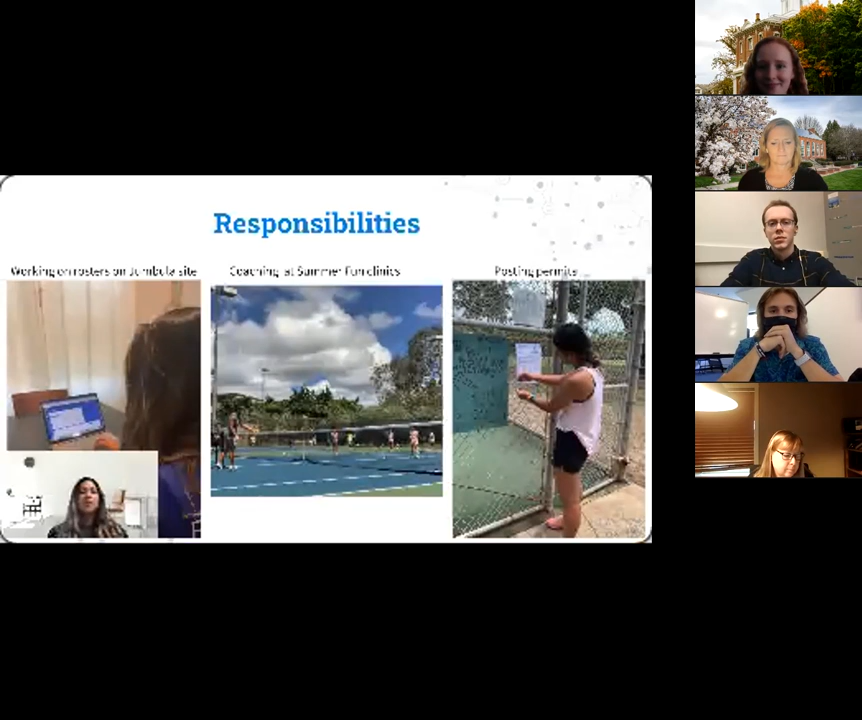 Responsibilities
Working on rosters on Jumbula site
Coaching at Summer Fun clinics
Posting permits